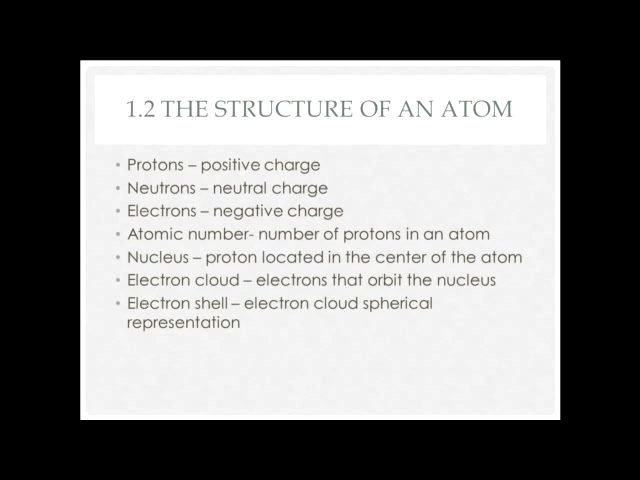 1.2 THE STRUCTURE OF AN ATOM
• Protons – positive charge
• Neutrons – neutral charge
• Electrons – negative charge
• Atomic number- number of protons in an atom
• Nucleus – proton located in the center of the atom
• Electron cloud – electrons that orbit the nucleus
• Electron shell – electron cloud spherical
representation